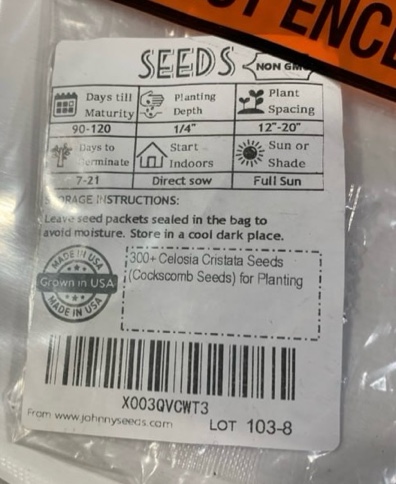 SEEDS
NON GM
Days till Maturity
90-120
Planting Depth
1/4"
Plant Spacing
12"-20"
Days to erminate
7-21
Start Indoors
Direct sow
Sun or Shade
Full Sun
RAGE INSTRUCTIONS:
Leave seed packets sealed in the bag to
avoid moisture. Store in a cool dark place.
MADE IN USA
Grown in USA
MADE IN USA
300+ Celosia Cristata Seeds
(Cockscomb Seeds) for Planting
X003QVCWT3
From www.johnnyseeds.com
LOT 103-8